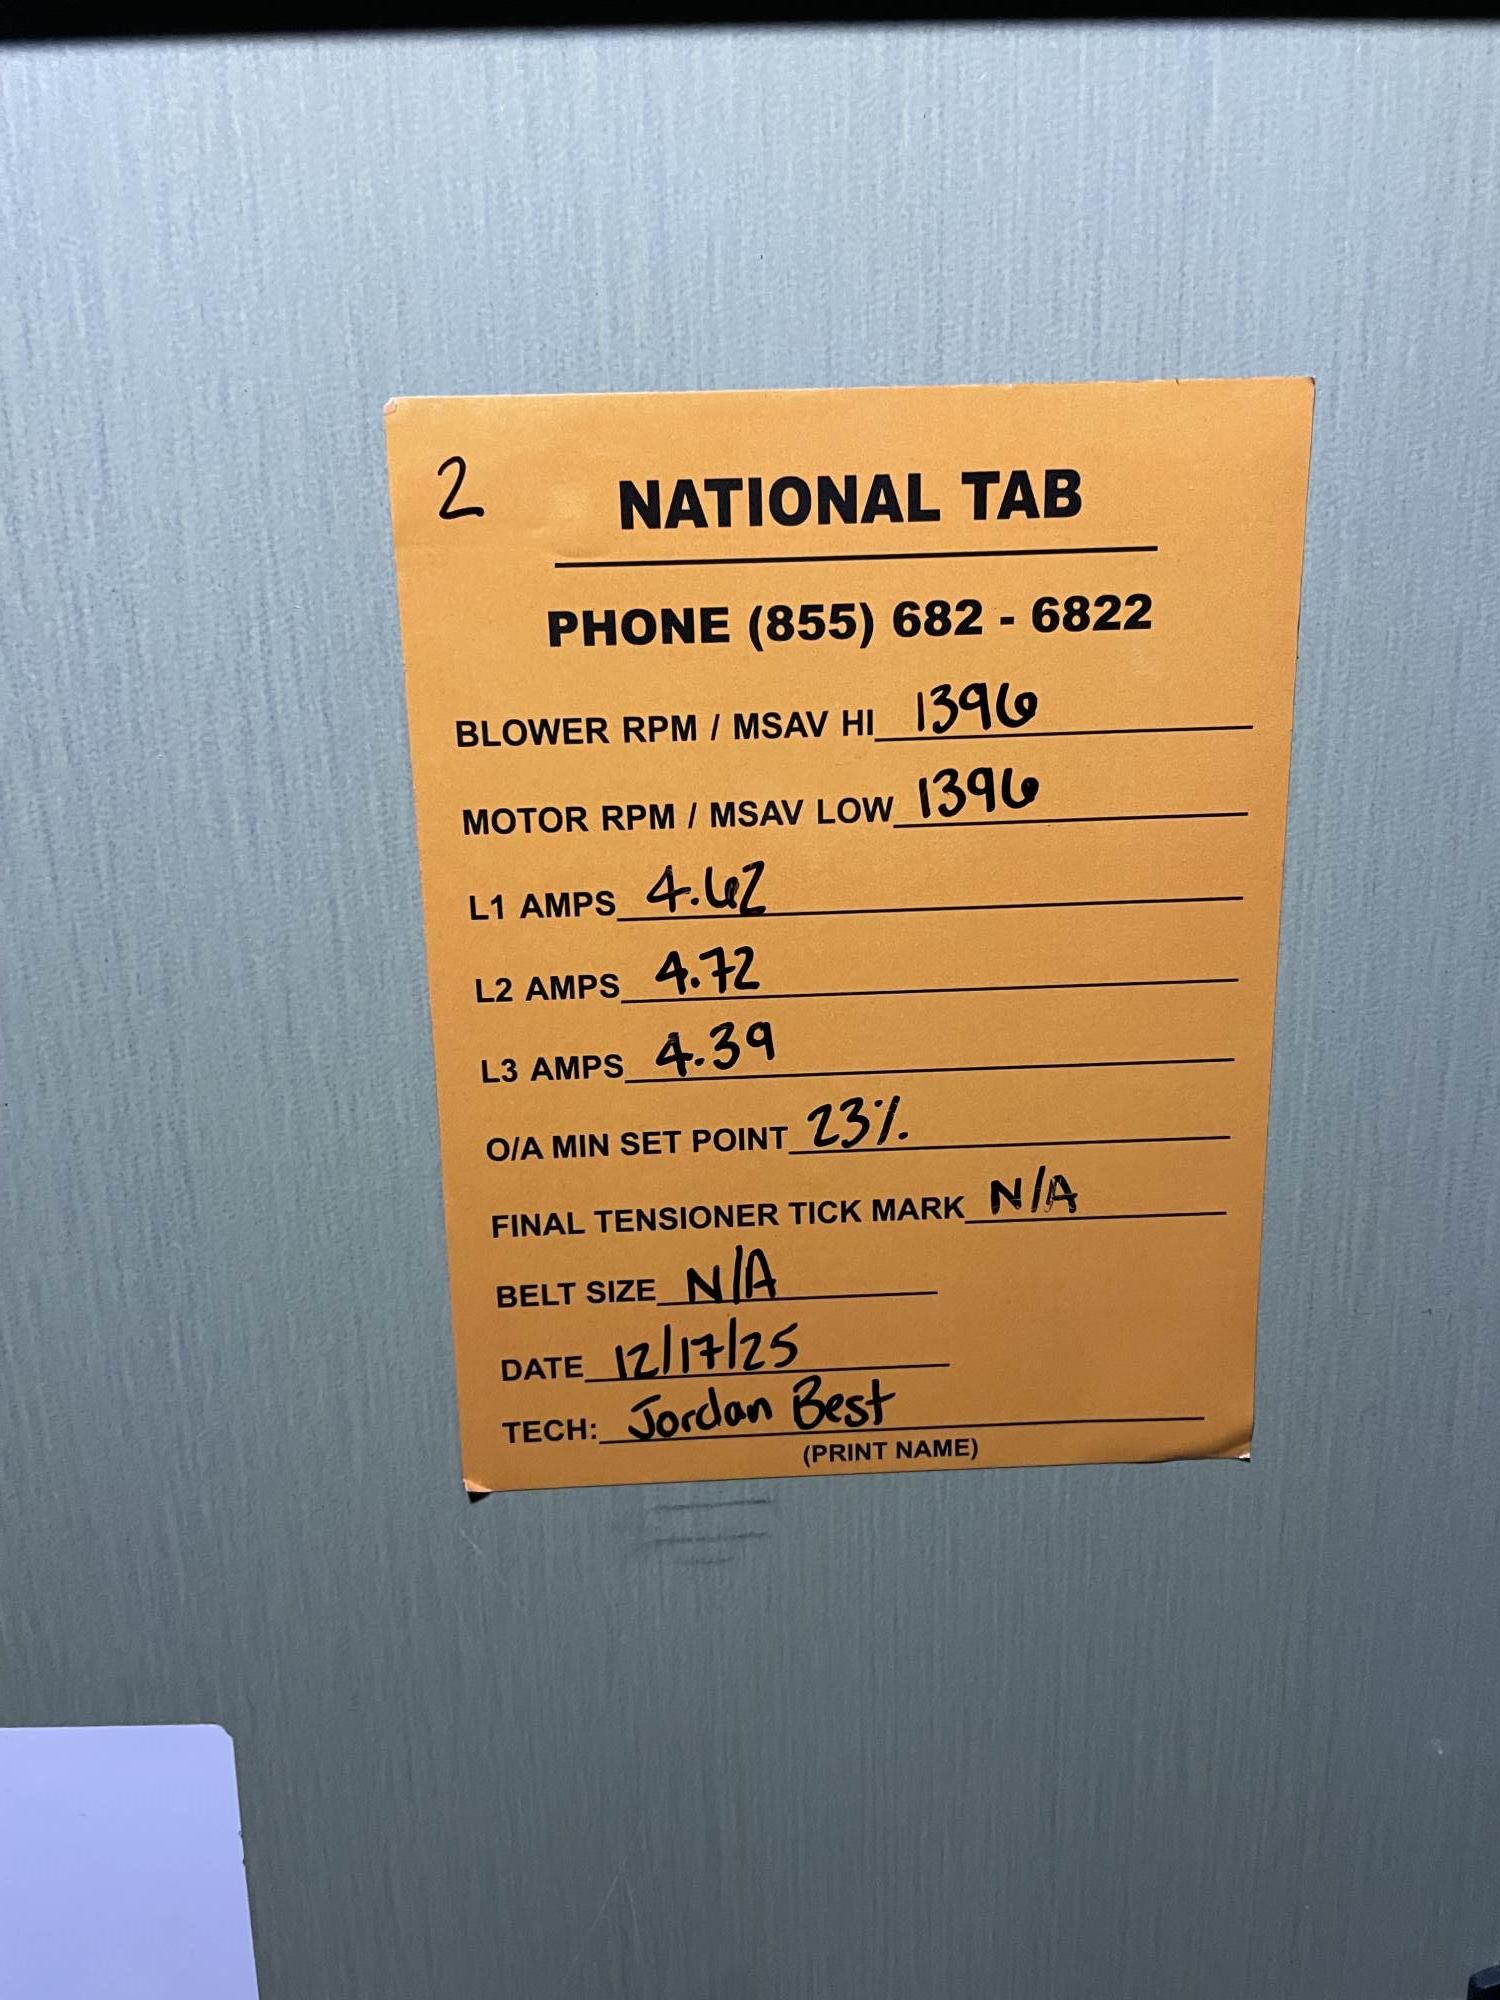 2
NATIONAL TAB
PHONE (855) 682 - 6822
BLOWER RPM / MSAV HI 1396
MOTOR RPM / MSAV LOW 1396
L1 AMPS 4.62
L2 AMPS 4.72
L3 AMPS 4.39
O/A MIN SET POINT 23%
FINAL TENSIONER TICK MARK N/A
BELT SIZE N/A
DATE 12/17/25
TECH: Jordan Best
(PRINT NAME)